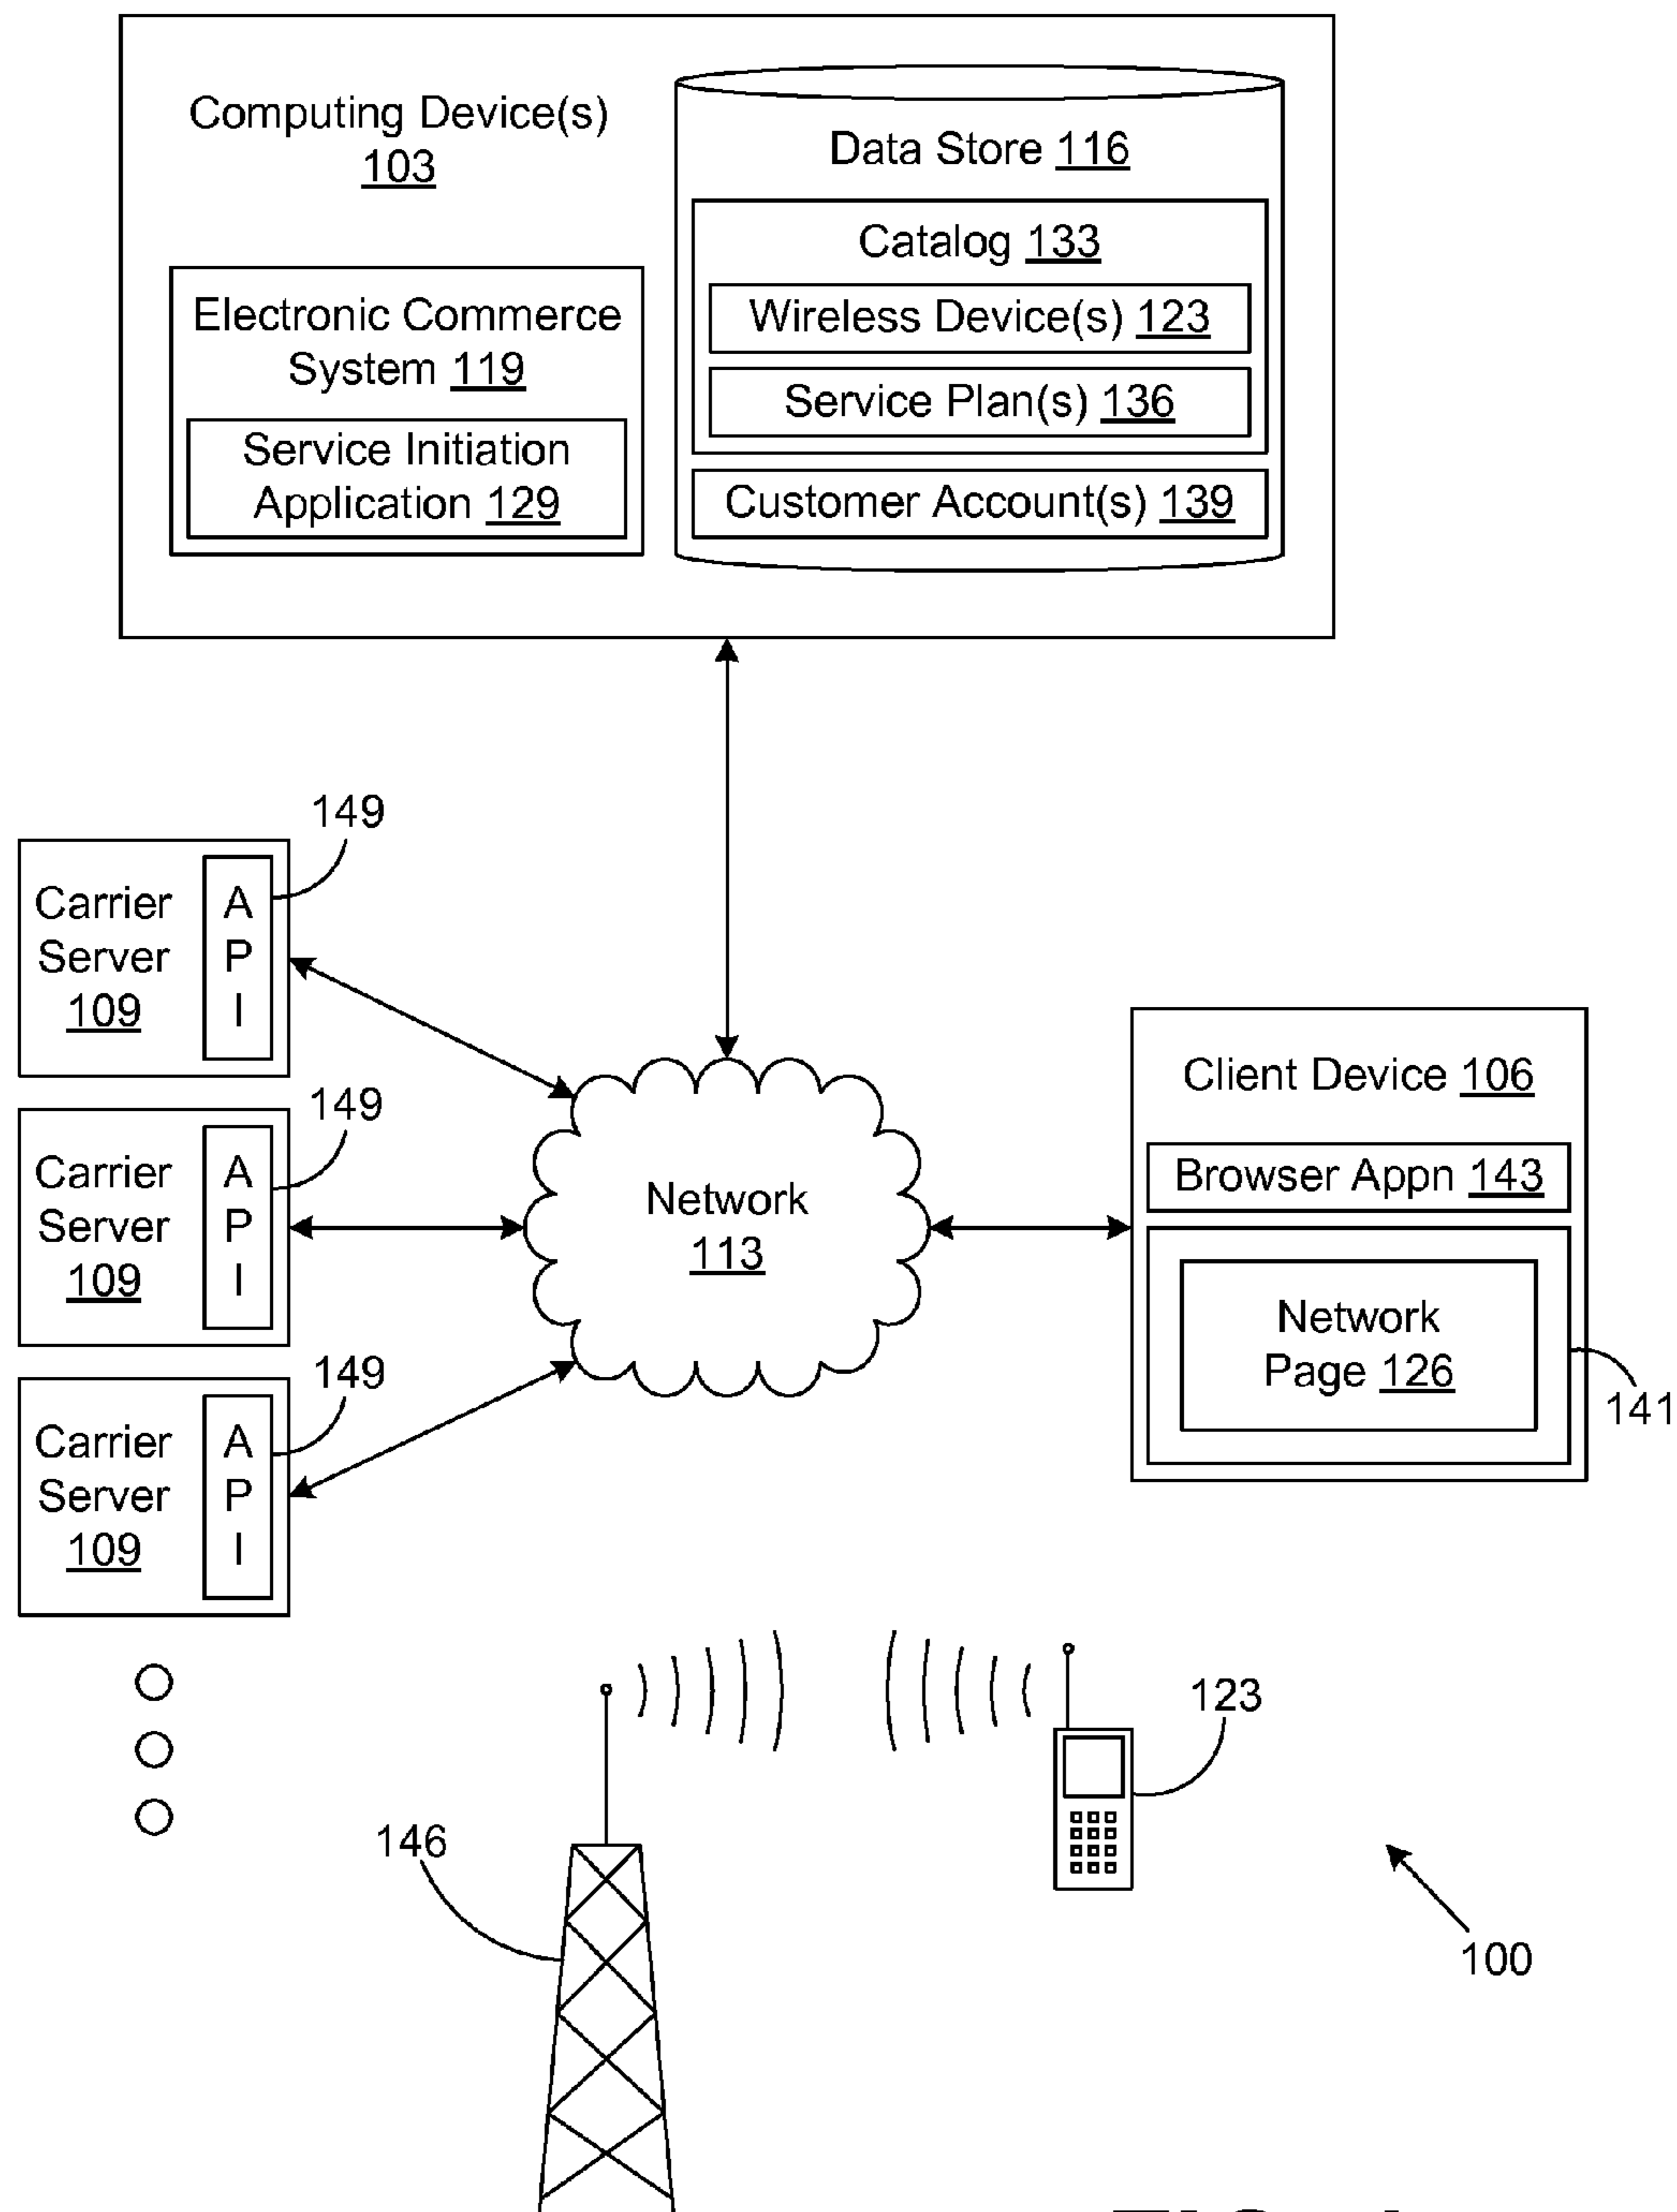 Computing Device(s)
103
Data Store 116
Catalog 133
Wireless Device(s) 123
Service Plan(s) 136
Customer Account(s) 139
Electronic Commerce
System 119
Service Initiation
Application 129
149
Carrier
Server
109
A
P
I
149
Carrier
Server
109
A
P
I
149
Carrier
Server
109
A
P
I
Network
113
Client Device 106
Browser Appn 143
Network
Page 126
141
123
146
100